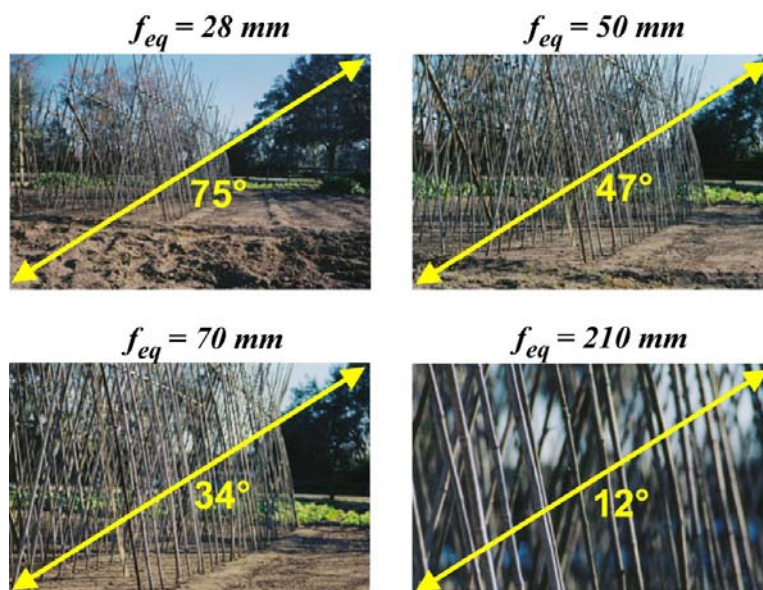 f_eq = 28 mm
f_eq = 50 mm
75°
47°
f_eq = 70 mm
f_eq = 210 mm
34°
12°